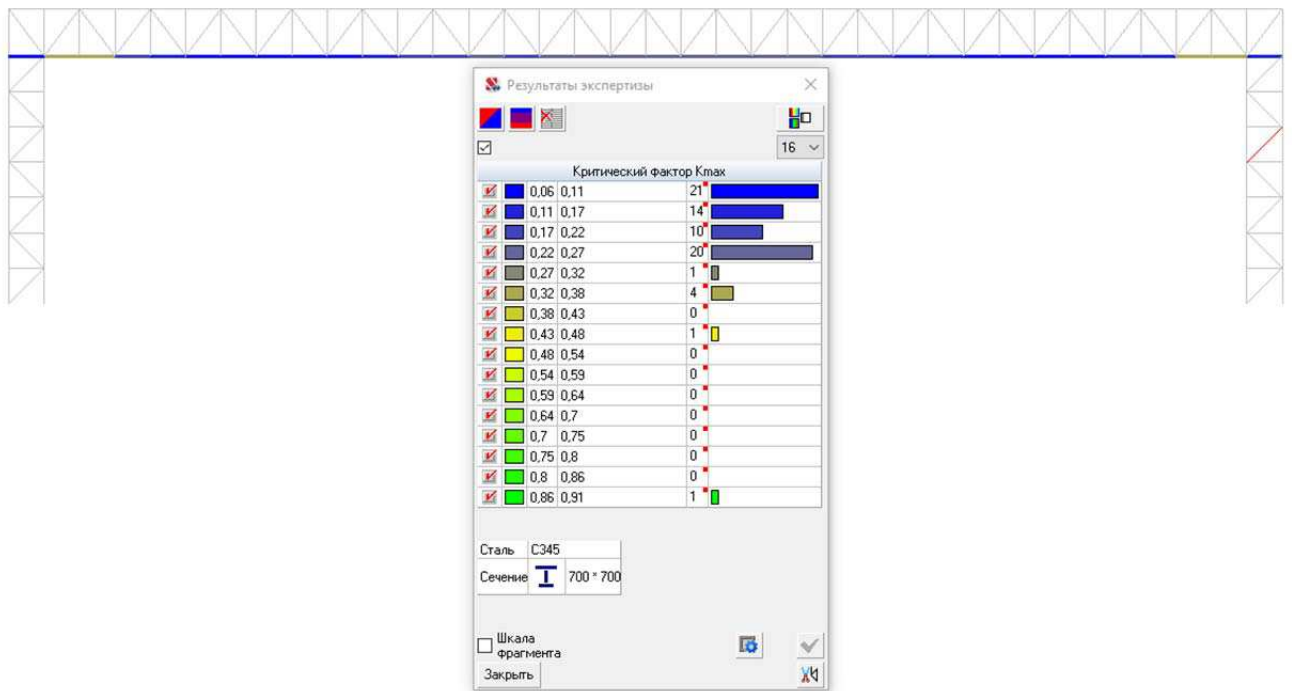 Результаты экспертизы
16
Критический фактор Kmax
0,06 0,11 21
0,11 0,17 14
0,17 0,22 10
0,22 0,27 20
0,27 0,32 1
0,32 0,38 4
0,38 0,43 0
0,43 0,48 1
0,48 0,54 0
0,54 0,59 0
0,59 0,64 0
0,64 0,7 0
0,7 0,75 0
0,75 0,8 0
0,8 0,86 0
0,86 0,91 1
Сталь C345
Сечение 700 * 700
Шкала
фрагмента
Закрыть